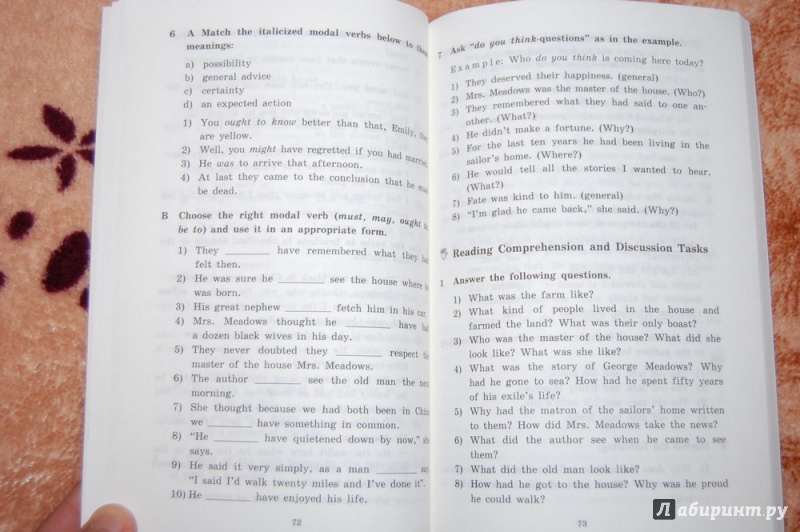 6 A Match the italicized modal verbs below to these
meanings:
a) possibility
b) general advice
c) certainty
d) an expected action
1) You ought to know better than that, Emily, they
are yellow.
2) Well, you might have regretted if you had married.
3) He was to arrive that afternoon.
4) At last they came to the conclusion that he must
be dead.
B Choose the right modal verb (must, may, ought to,
be to) and use it in an appropriate form.
1) They ________ have remembered what they had
felt then.
2) He was sure he ________ see the house where he
was born.
3) His great nephew ________ fetch him in his car.
4) Mrs. Meadows thought he ________ have had
a dozen black wives in his day.
5) They never doubted they ________ respect the
master of the house Mrs. Meadows.
6) The author ________ see the old man the next
morning.
7) She thought because we had both been in China
we ________ have something in common.
8) "He ________ have quietened down by now," she
says.
9) He said it very simply, as a man ________ say
"I said I'd walk twenty miles and I've done it".
10) He ________ have enjoyed his life.
72
7 Ask "do you think-questions" as in the example.
Example: Who do you think is coming here today?
1) They deserved their happiness. (general)
2) Mrs. Meadows was the master of the house. (Who?)
3) They remembered what they had said to one an-
other. (What?)
4) He didn't make a fortune. (Why?)
5) For the last ten years he had been living in the
sailor's home. (Where?)
6) He would tell all the stories I wanted to hear.
(What?)
7) Fate was kind to him. (general)
8) "I'm glad he came back," she said. (Why?)
Reading Comprehension and Discussion Tasks
1 Answer the following questions.
1) What was the farm like?
2) What kind of people lived in the house and
farmed the land? What was their only boast?
3) Who was the master of the house? What did she
look like? What was she like?
4) What was the story of George Meadows? Why
had he gone to sea? How had he spent fifty years
of his exile's life?
5) Why had the matron of the sailors' home written
to them? How did Mrs. Meadows take the news?
6) What did the author see when he came to see
them?
7) What did the old man look like?
8) How had he got to the house? Why was he proud
he could walk?
73
Лабиринт.ру